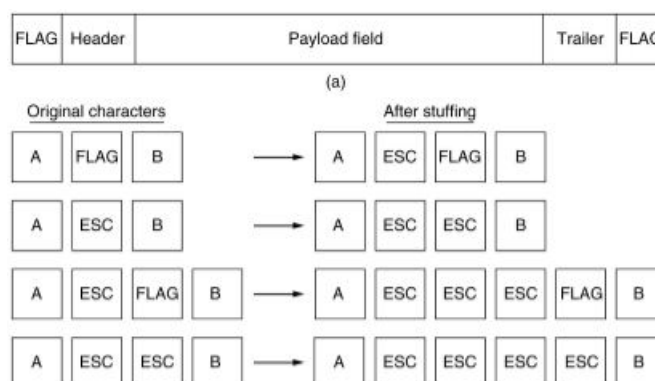 FLAG Header Payload field Trailer FLAG
(a)
Original characters After stuffing
A FLAG B A ESC FLAG B
A ESC B A ESC ESC B
A ESC FLAG B A ESC ESC ESC FLAG B
A ESC ESC B A ESC ESC ESC ESC B